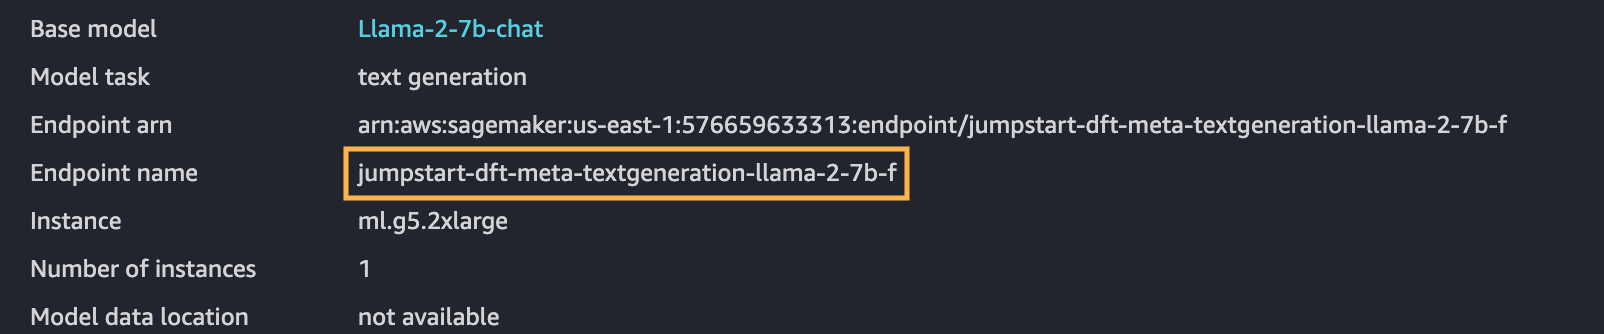 Base model Llama-2-7b-chat
Model task text generation
Endpoint arn arn:aws:sagemaker:us-east-1:576659633313:endpoint/jumpstart-dft-meta-textgeneration-llama-2-7b-f
Endpoint name jumpstart-dft-meta-textgeneration-llama-2-7b-f
Instance ml.g5.2xlarge
Number of instances 1
Model data location not available